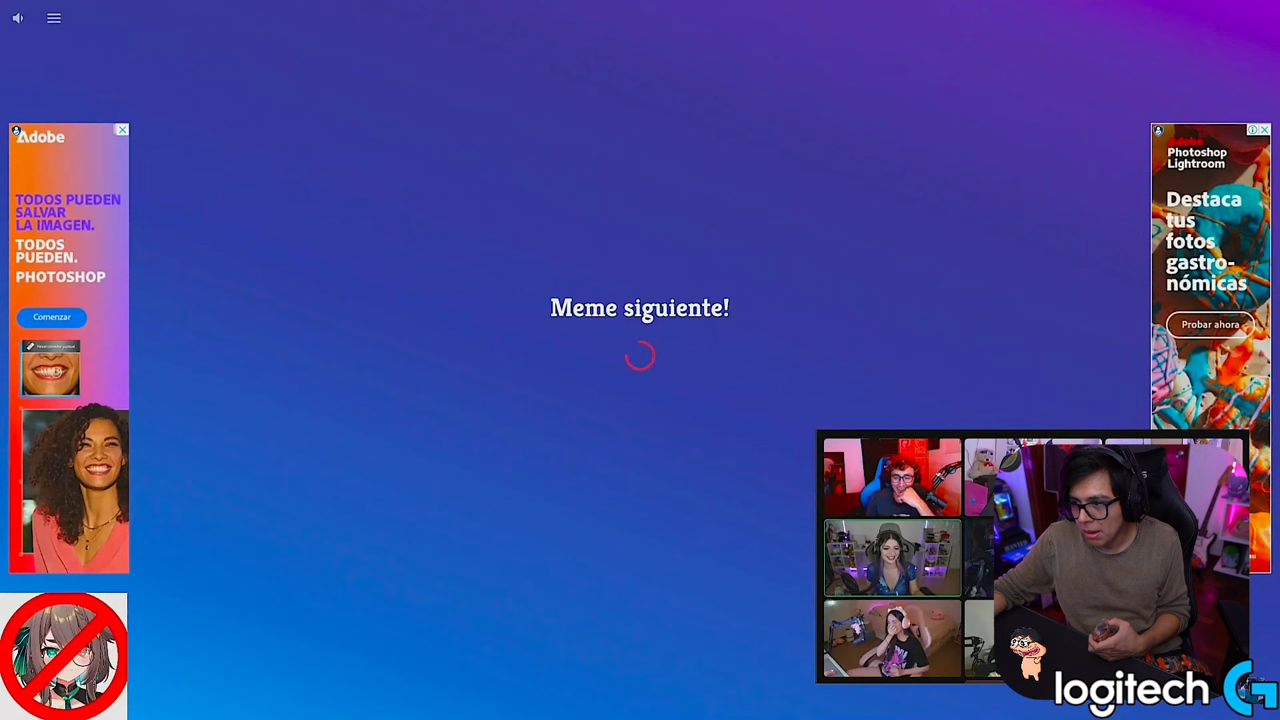 Adobe
TODOS PUEDEN
SALVAR
LA IMAGEN.
TODOS
PUEDEN.
PHOTOSHOP
Comenzar
Meme siguiente!
Adobe
Photoshop
Lightroom
Destaca
tus
fotos
gastro-
nómicas
Probar ahora
logitech G